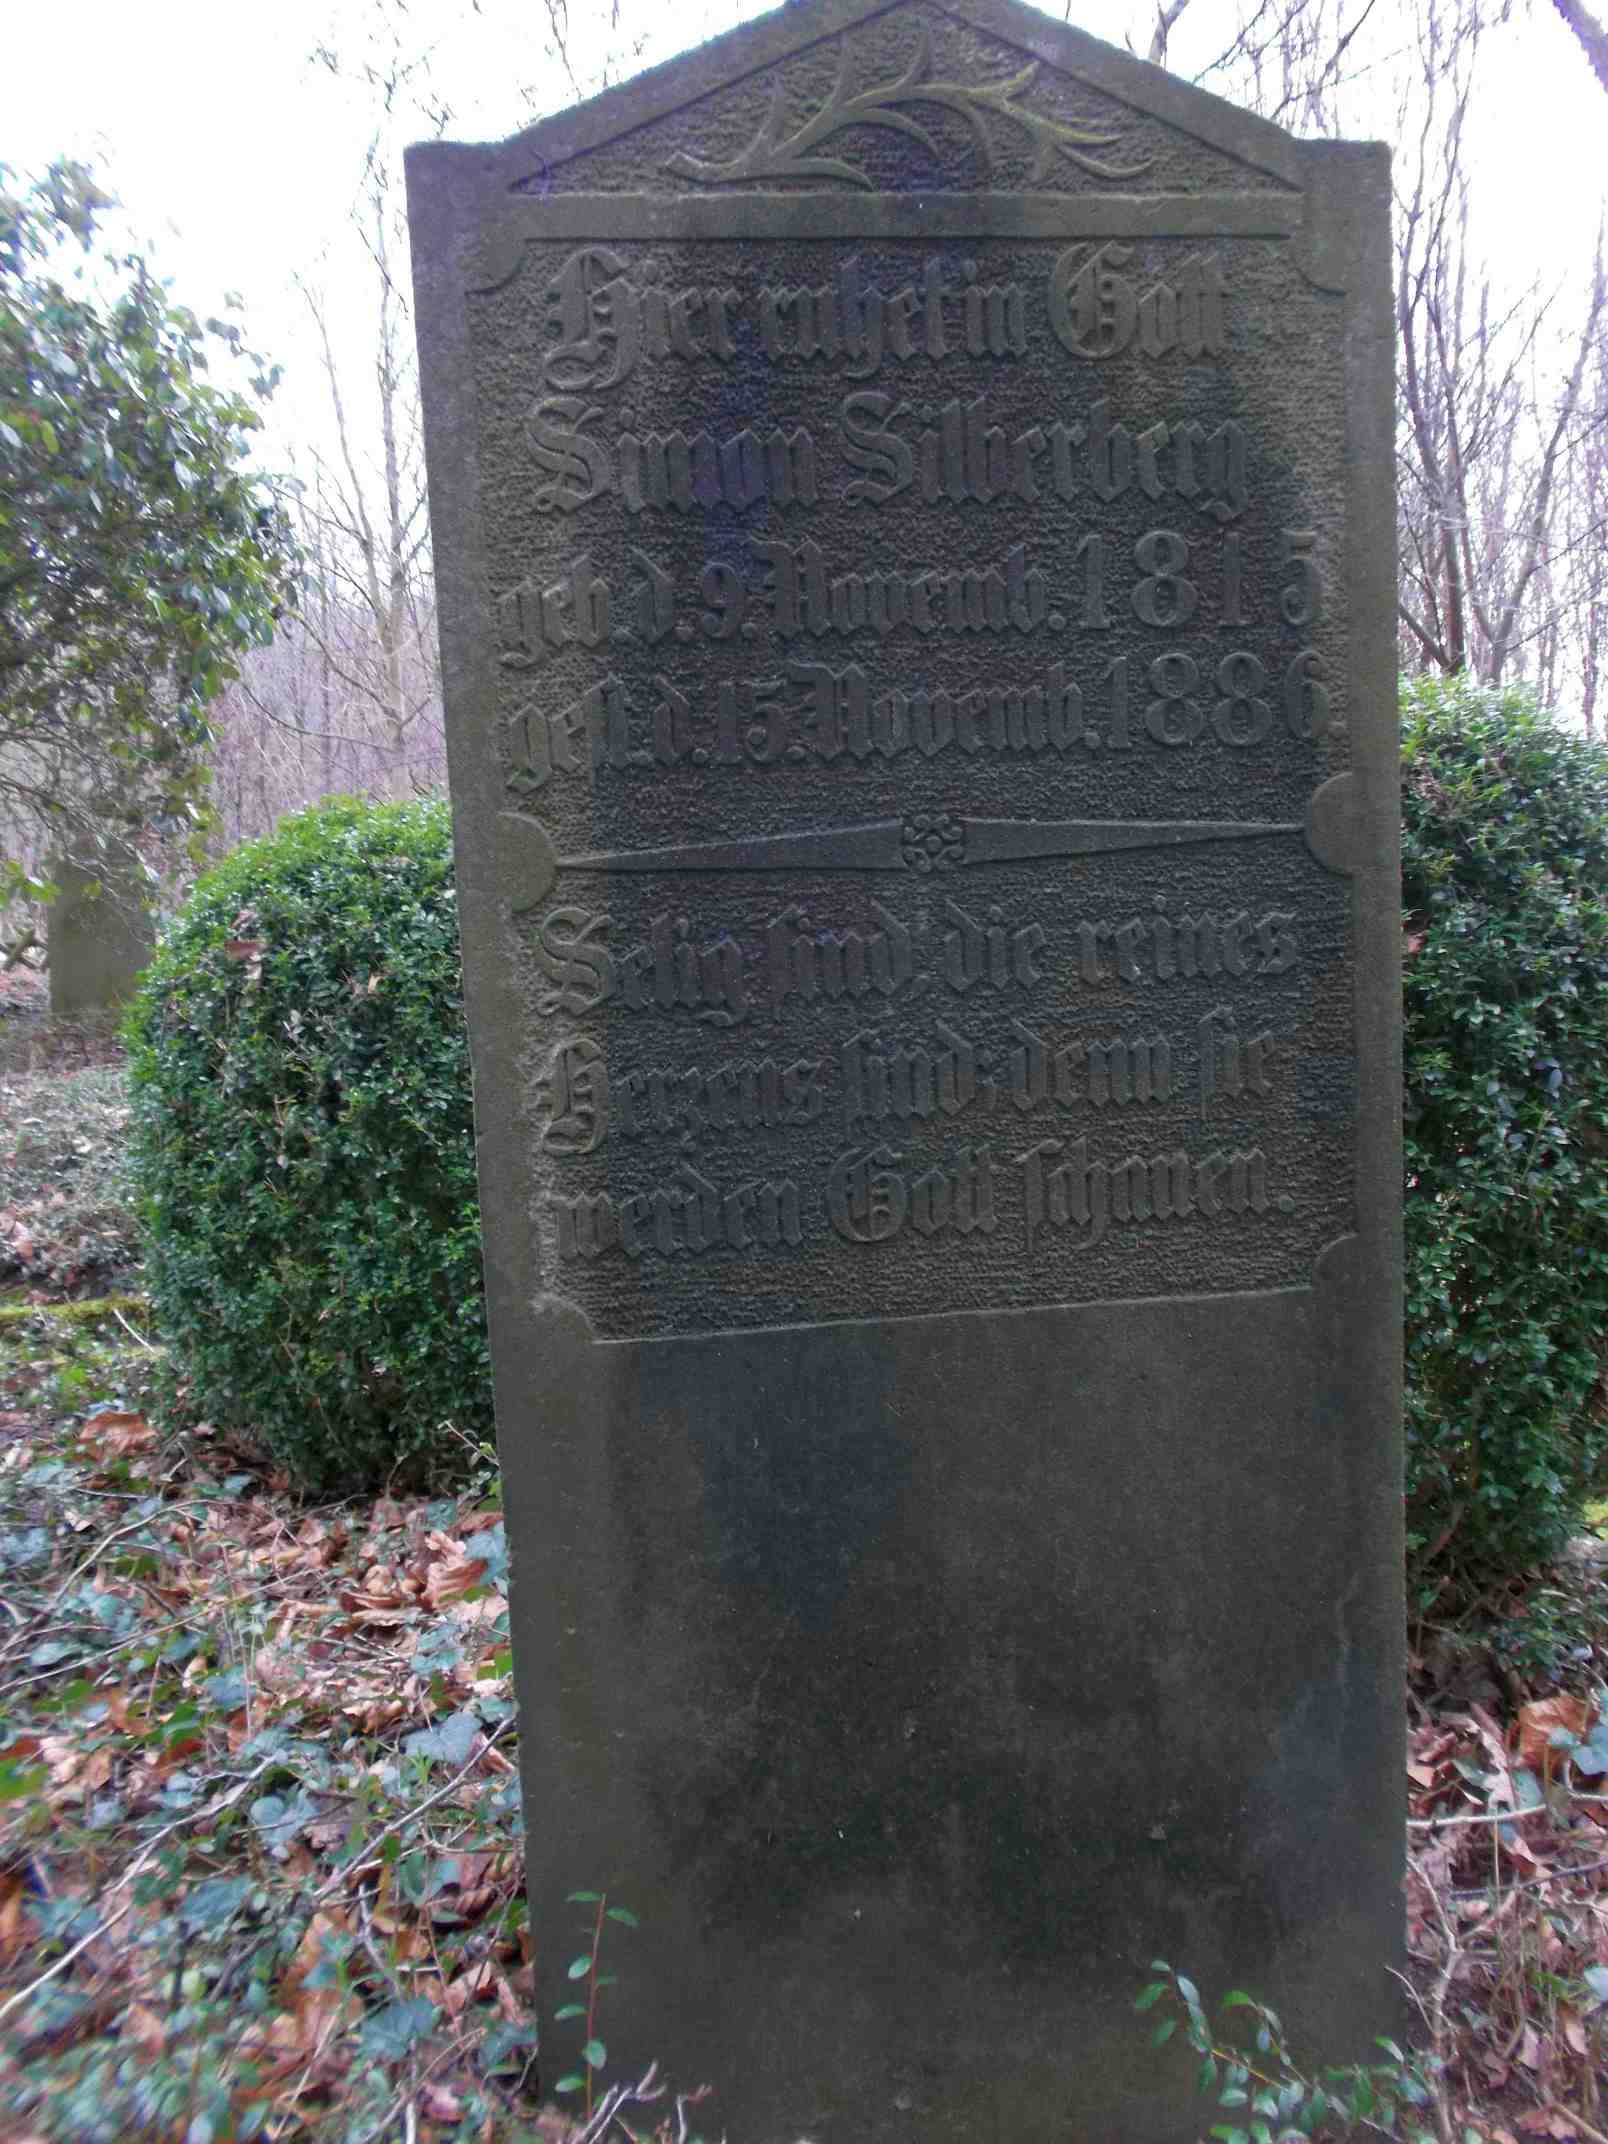 Hier ruhet in Gott
Simon Silberberg
geb. d. 9. Novemb. 1815
gest. d. 15. Novemb. 1886.
Selig sind, die reines
Herzens sind; denn sie
werden Gott schauen.